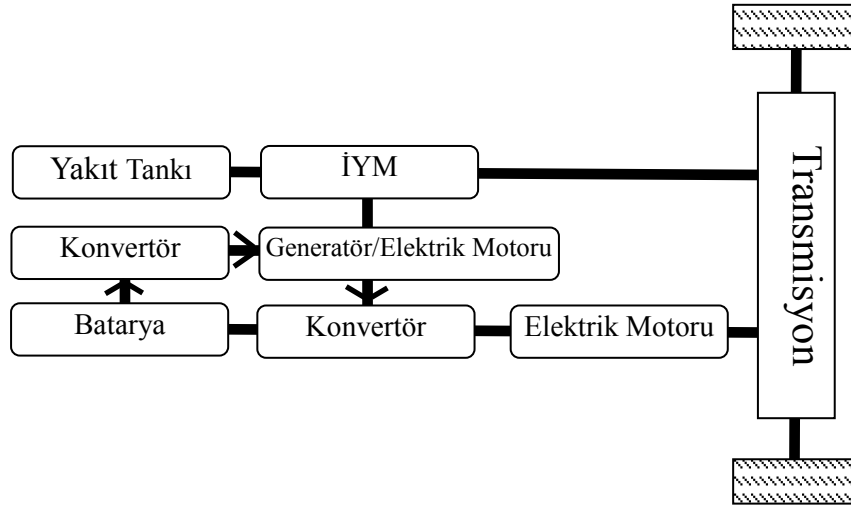 Yakıt Tankı
İYM
Konvertör
Generatör/Elektrik Motoru
Batarya
Konvertör
Elektrik Motoru
Transmisyon